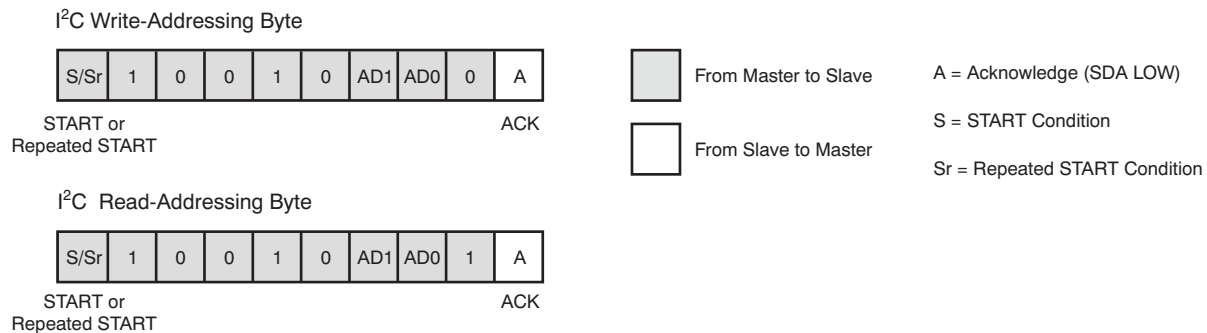 I²C Write-Addressing Byte
S/Sr 1 0 0 1 0 AD1 AD0 0 A
START or
Repeated START
ACK
I²C Read-Addressing Byte
S/Sr 1 0 0 1 0 AD1 AD0 1 A
START or
Repeated START
ACK
From Master to Slave
From Slave to Master
A = Acknowledge (SDA LOW)
S = START Condition
Sr = Repeated START Condition